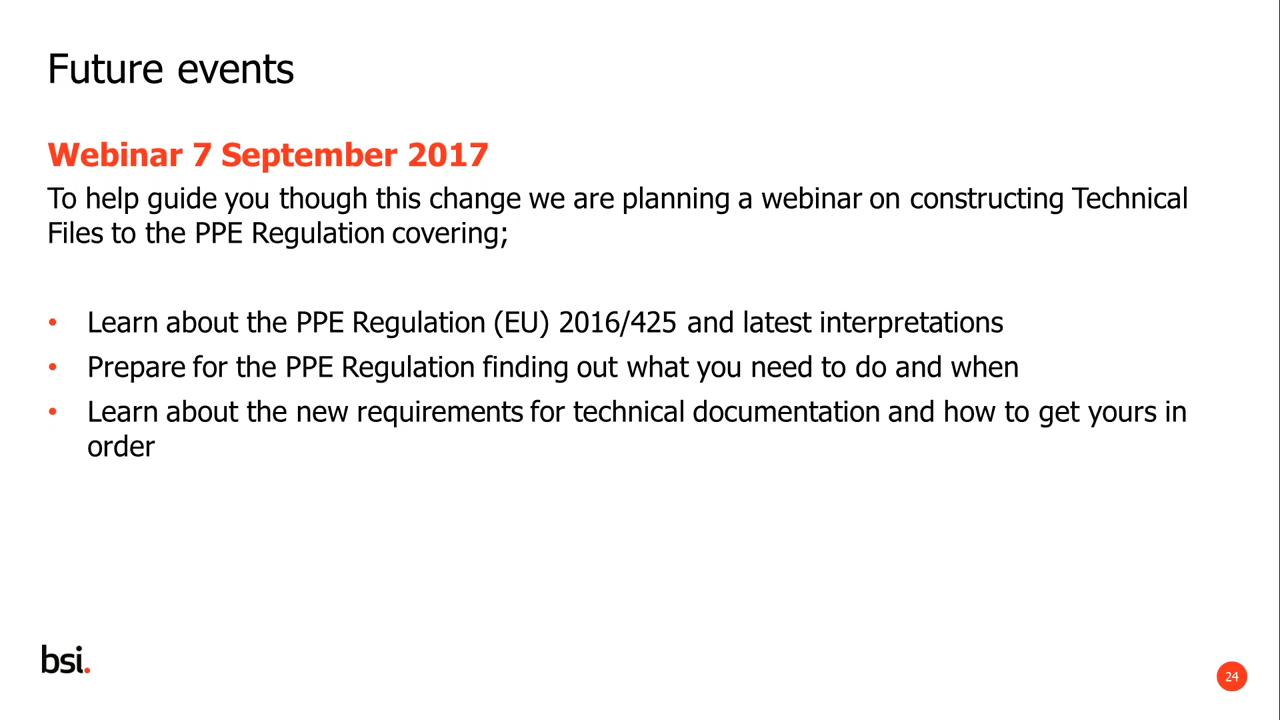 Future events
Webinar 7 September 2017
To help guide you though this change we are planning a webinar on constructing Technical
Files to the PPE Regulation covering;
• Learn about the PPE Regulation (EU) 2016/425 and latest interpretations
• Prepare for the PPE Regulation finding out what you need to do and when
• Learn about the new requirements for technical documentation and how to get yours in
order
bsi.
24